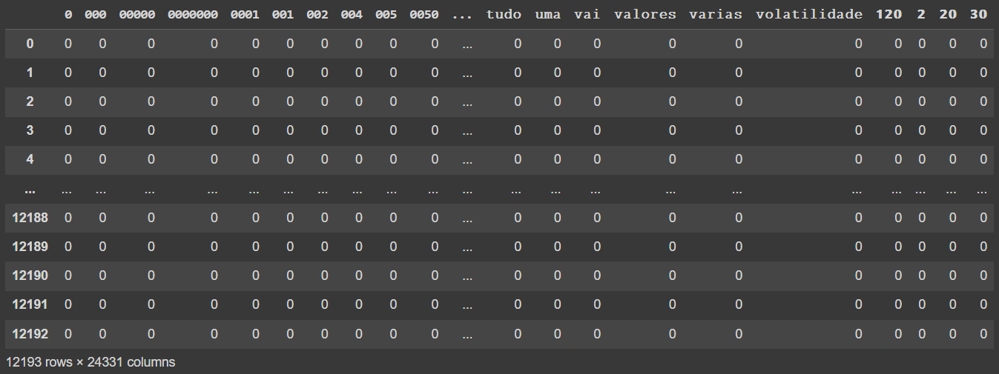 0 000 00000 0000000 0001 001 002 004 005 0050 ... tudo uma vai valores varias volatilidade 120 2 20 30
0 0 0 0 0 0 0 0 0 0 0 ... 0 0 0 0 0 0 0 0 0 0
1 0 0 0 0 0 0 0 0 0 0 ... 0 0 0 0 0 0 0 0 0 0
2 0 0 0 0 0 0 0 0 0 0 ... 0 0 0 0 0 0 0 0 0 0
3 0 0 0 0 0 0 0 0 0 0 ... 0 0 0 0 0 0 0 0 0 0
4 0 0 0 0 0 0 0 0 0 0 ... 0 0 0 0 0 0 0 0 0 0
... ... ... ... ... ... ... ... ... ... ... ... ... ... ... ... ... ... ... ... ... ...
12188 0 0 0 0 0 0 0 0 0 0 ... 0 0 0 0 0 0 0 0 0 0
12189 0 0 0 0 0 0 0 0 0 0 ... 0 0 0 0 0 0 0 0 0 0
12190 0 0 0 0 0 0 0 0 0 0 ... 0 0 0 0 0 0 0 0 0 0
12191 0 0 0 0 0 0 0 0 0 0 ... 0 0 0 0 0 0 0 0 0 0
12192 0 0 0 0 0 0 0 0 0 0 ... 0 0 0 0 0 0 0 0 0 0
12193 rows × 24331 columns